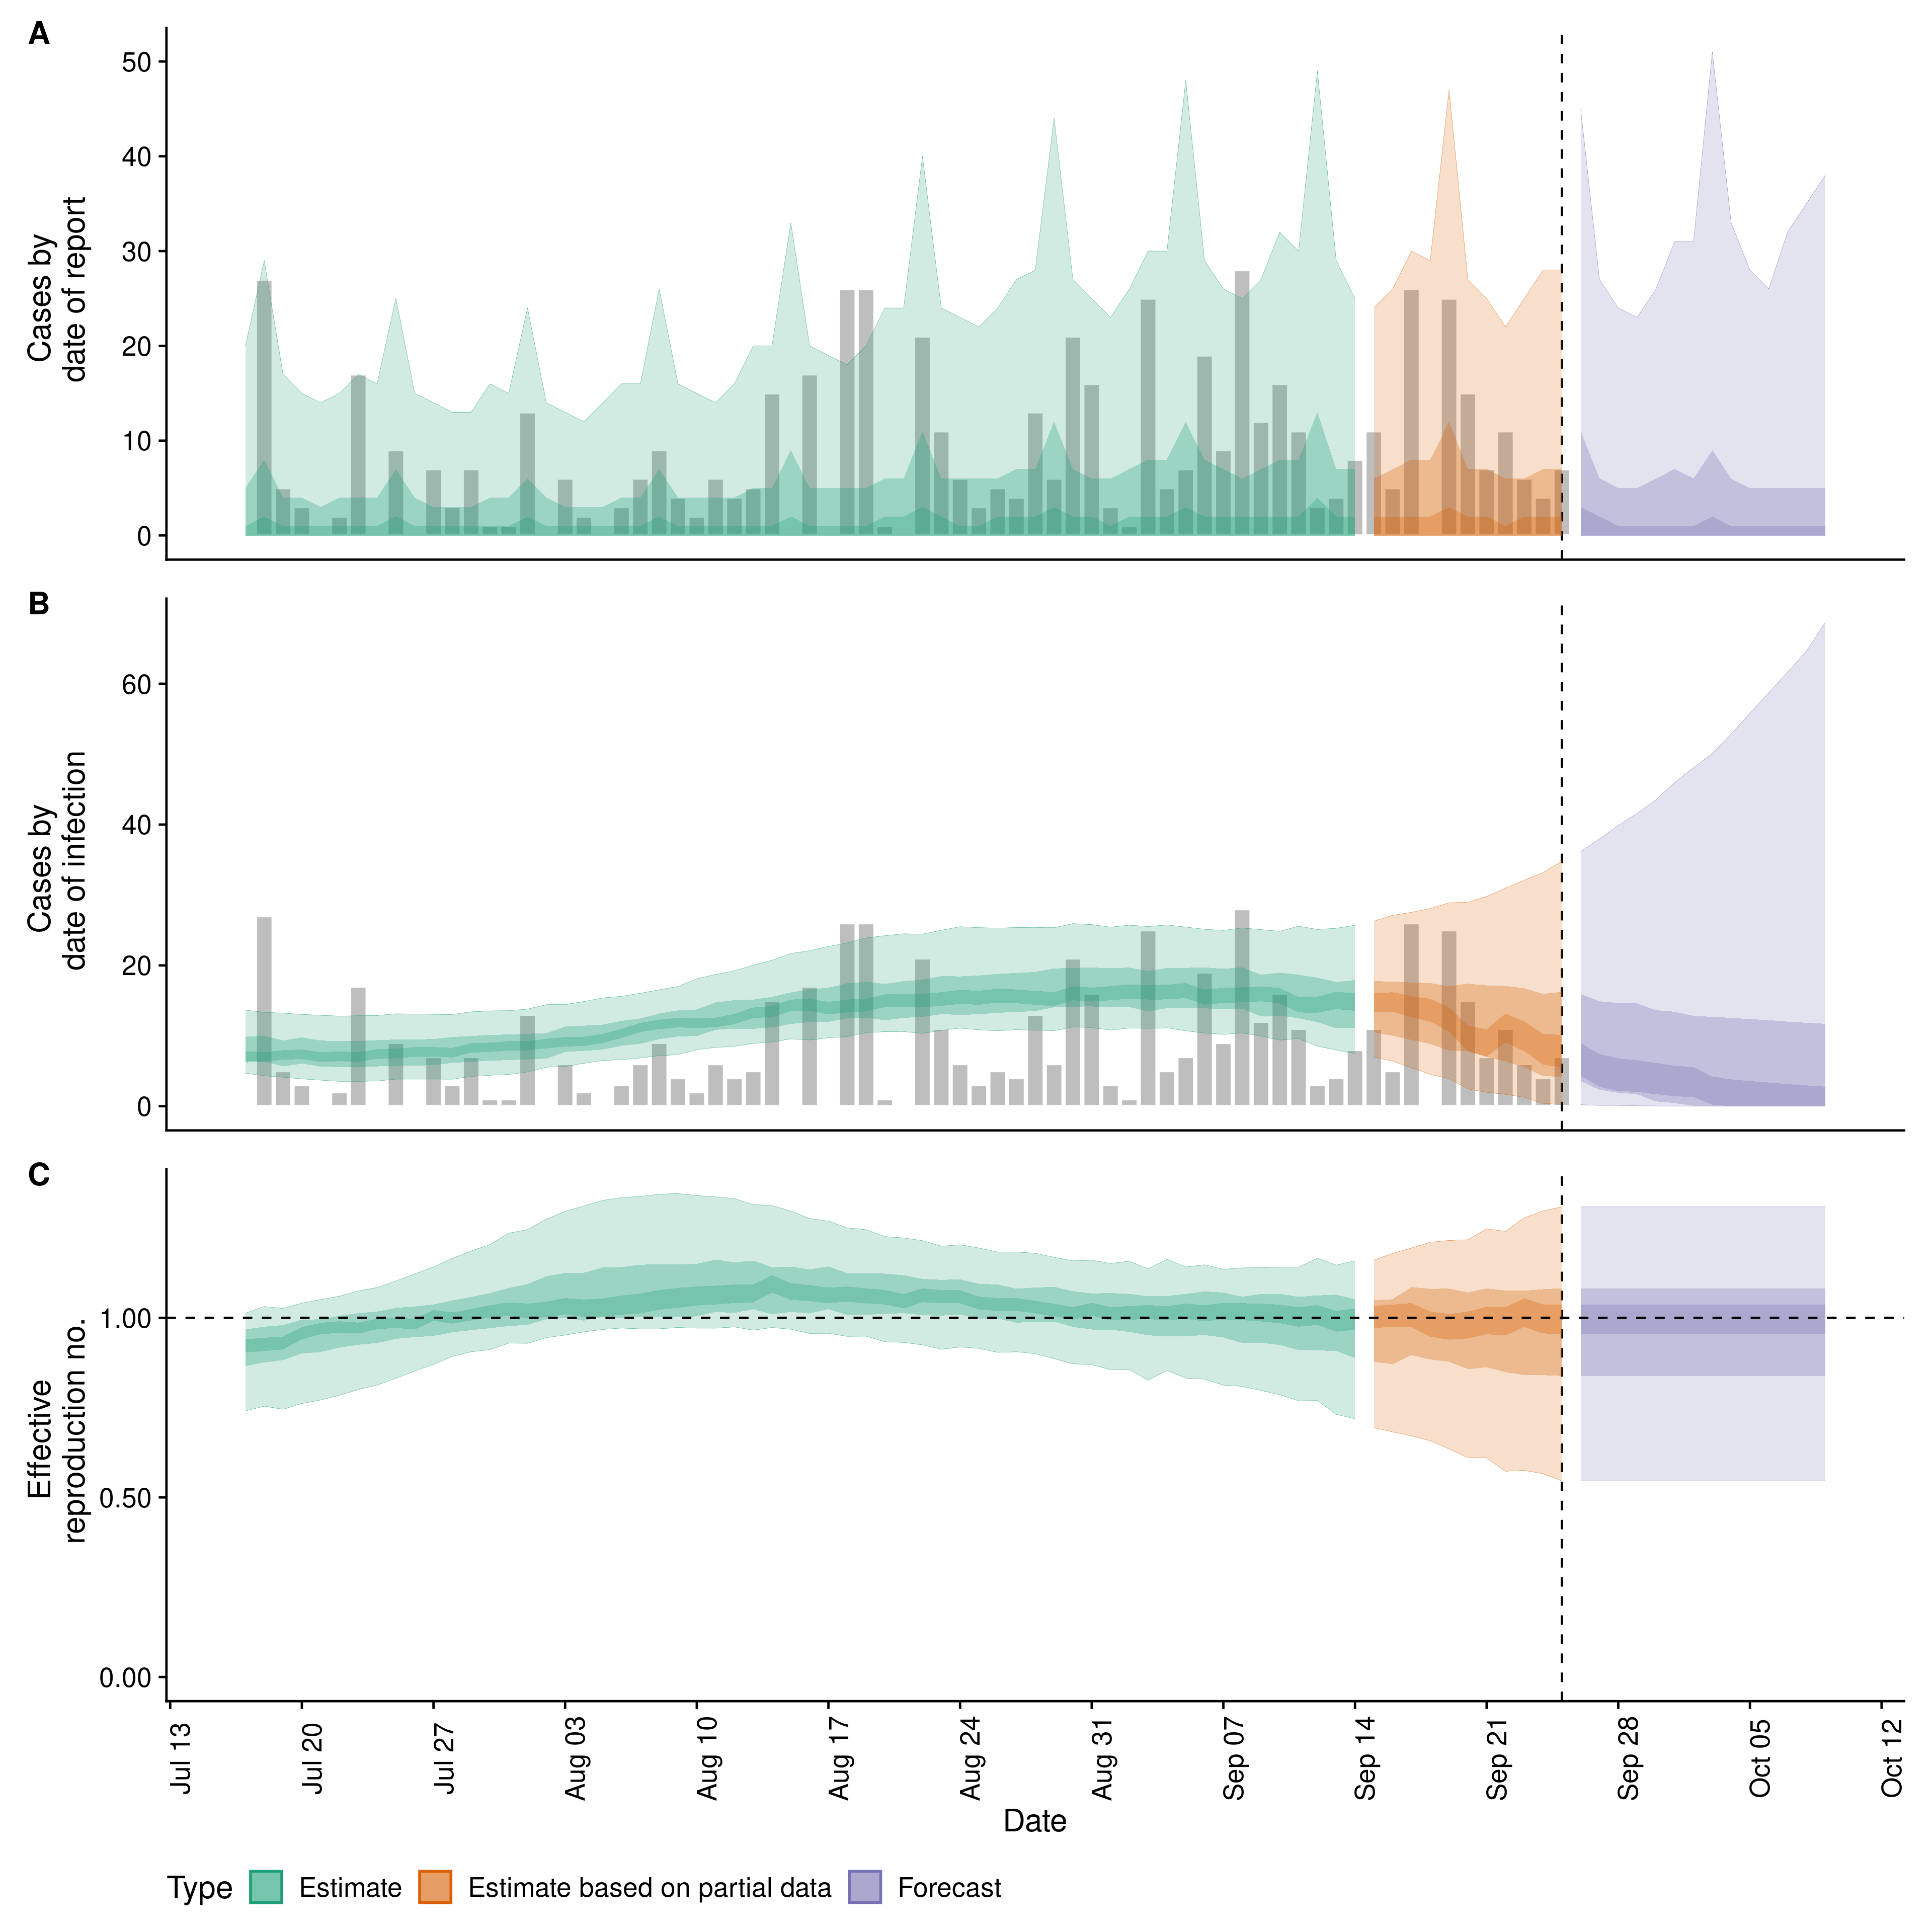 A
50
40
30
20
10
0
Cases by
date of report
B
60
40
20
0
Cases by
date of infection
C
1.00
0.50
0.00
Effective
reproduction no.
Jul 13
Jul 20
Jul 27
Aug 03
Aug 10
Aug 17
Aug 24
Aug 31
Sep 07
Sep 14
Sep 21
Sep 28
Oct 05
Oct 12
Date
Type Estimate Estimate based on partial data Forecast